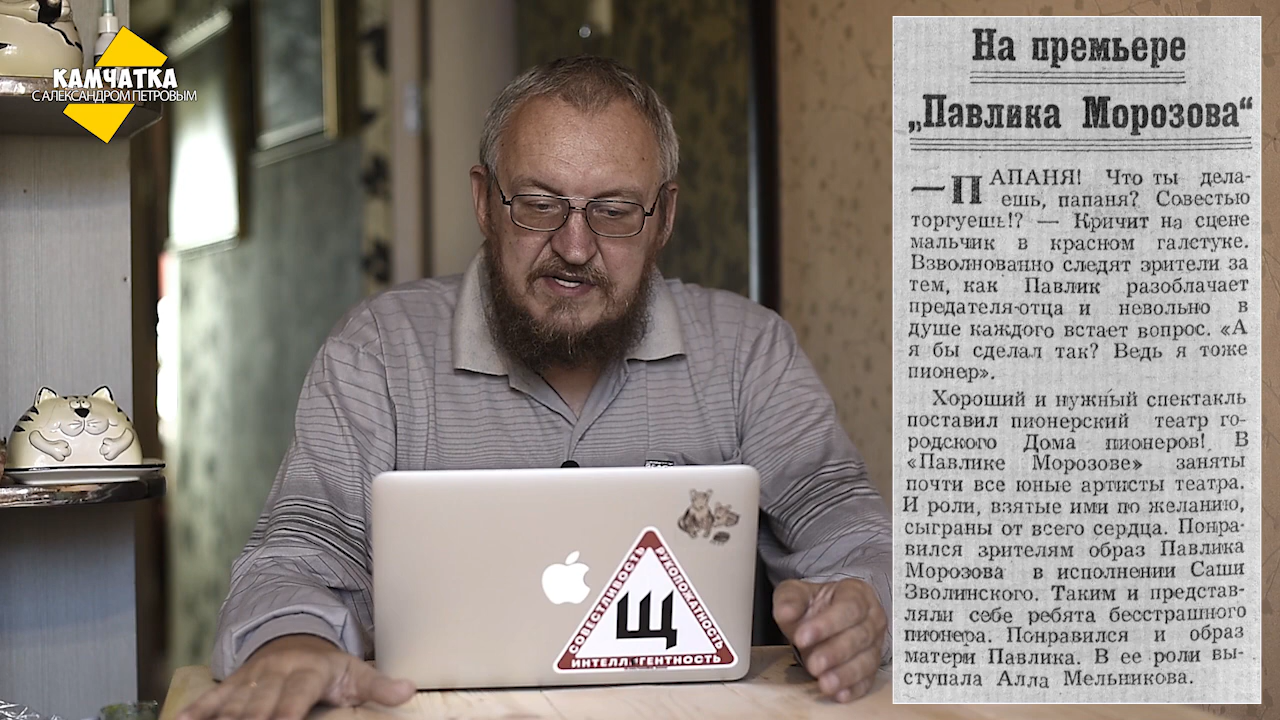 КАМЧАТКА
С АЛЕКСАНДРОМ ПЕТРОВЫМ
На премьере
„Павлика Морозова“
— ПАПАНЯ! Что ты дела-
ешь, папаня? Совестью
торгуешь!? — Кричит на сцене
мальчик в красном галстуке.
Взволнованно следят зрители за
тем, как Павлик разоблачает
предателя-отца и невольно в
душе каждого встает вопрос. «А
я бы сделал так? Ведь я тоже
пионер».
Хороший и нужный спектакль
поставил пионерский театр го-
родского Дома пионеров! В
«Павлике Морозове» заняты
почти все юные артисты театра.
И роли, взятые ими по желанию,
сыграны от всего сердца. Понра-
вился зрителям образ Павлика
Морозова в исполнении Саши
Зволинского. Таким и представ-
ляли себе ребята бесстрашного
пионера. Понравился и образ
матери Павлика. В ее роли вы-
ступала Алла Мельникова.
СОВЕСТЛИВОСТЬ
РУКОПОЖАТНОСТЬ
Щ
ИНТЕЛЛИГЕНТНОСТЬ